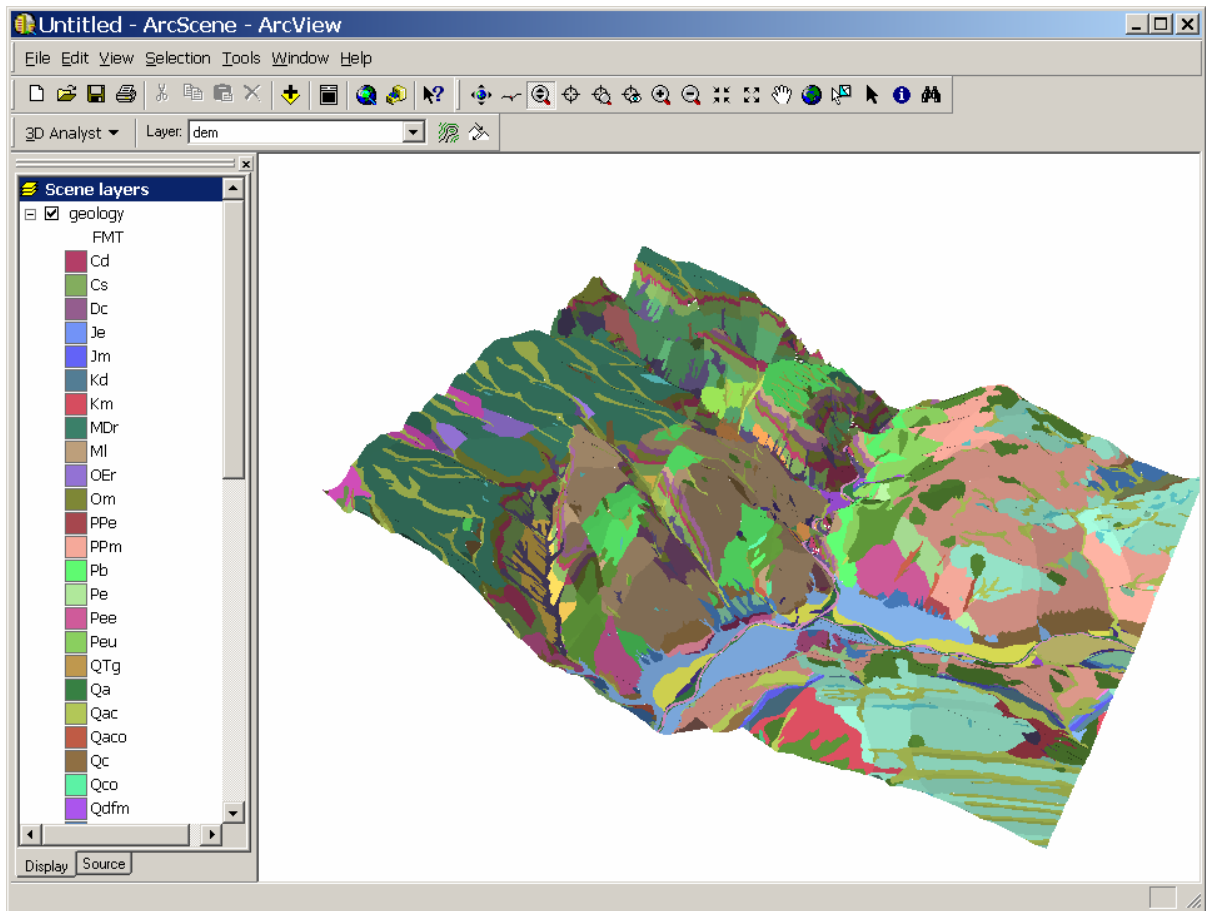 Untitled - ArcScene - ArcView
File Edit View Selection Tools Window Help
3D Analyst Layer: dem
Scene layers
geology
FMT
Cd
Cs
Dc
Je
Jm
Kd
Km
MDr
Ml
OEr
Om
PPe
PPm
Pb
Pe
Pee
Peu
QTg
Qa
Qac
Qaco
Qc
Qco
Qdfm
Display Source